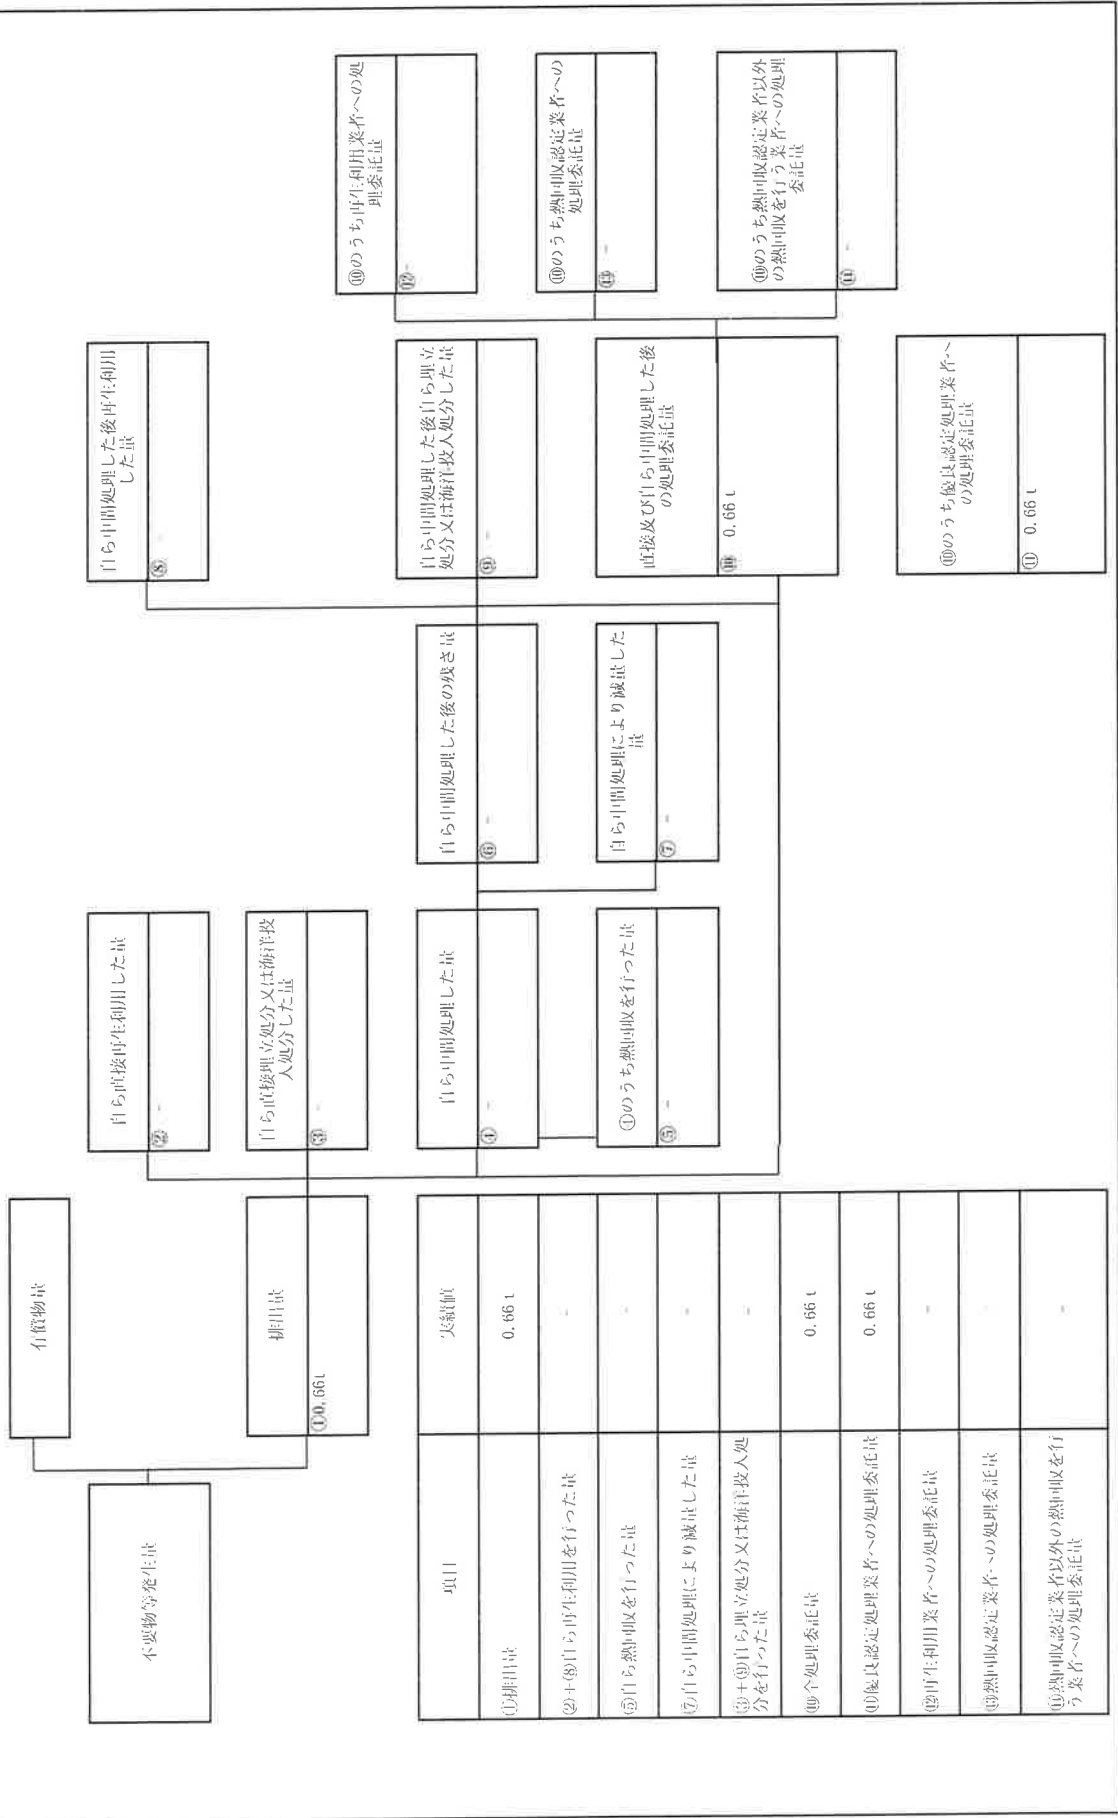 有償物量
不要物等発生量
排出量
①0.66t
自ら直接再生利用した量
② -
自ら直接埋立処分又は海洋投
入処分した量
③ -
自ら中間処理した量
④ -
④のうち熱回収を行った量
⑤ -
自ら中間処理した後の残さ量
⑥ -
自ら中間処理により減量した
量
⑦ -
自ら中間処理した後再生利用
した量
⑧ -
自ら中間処理した後自ら埋立
処分又は海洋投入処分した量
⑨ -
直接及び自ら中間処理した後
の処理委託量
⑩ 0.66t
⑩のうち優良認定処理業者へ
の処理委託量
⑪ 0.66t
⑩のうち再生利用業者への処
理委託量
⑫ -
⑩のうち熱回収認定業者への
処理委託量
⑬ -
⑩のうち熱回収認定業者以外
の熱回収を行う業者への処理
委託量
⑭ -
項目 実績値
①排出量 0.66t
②+⑧自ら再生利用を行った量 -
⑤自ら熱回収を行った量 -
⑦自ら中間処理により減量した量 -
③+⑨自ら埋立処分又は海洋投入処
分を行った量 -
⑩全処理委託量 0.66t
⑪優良認定処理業者への処理委託量 0.66t
⑫再生利用業者への処理委託量 -
⑬熱回収認定業者への処理委託量 -
⑭熱回収認定業者以外の熱回収を行
う業者への処理委託量 -